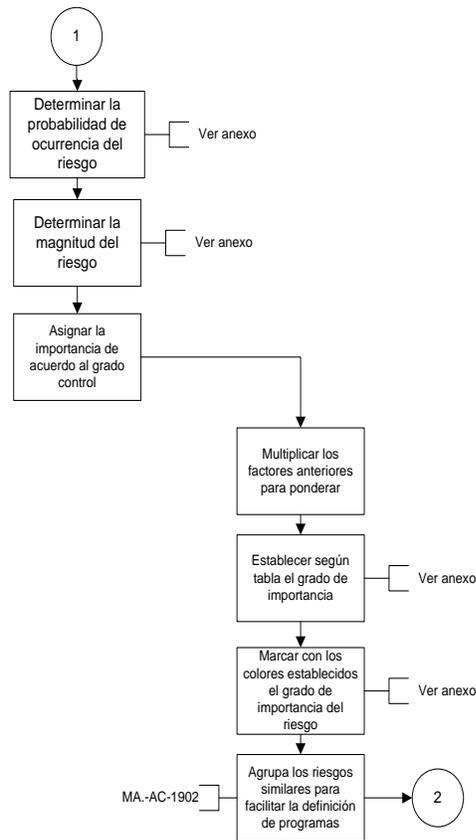 1
Determinar la
probabilidad de
ocurrencia del
riesgo
Ver anexo
Determinar la
magnitud del
riesgo
Ver anexo
Asignar la
importancia de
acuerdo al grado
control
Multiplicar los
factores anteriores
para ponderar
Establecer según
tabla el grado de
importancia
Ver anexo
Marcar con los
colores establecidos
el grado de
importancia del
riesgo
Ver anexo
MA.-AC-1902
Agrupa los riesgos
similares para
facilitar la definición
de programas
2